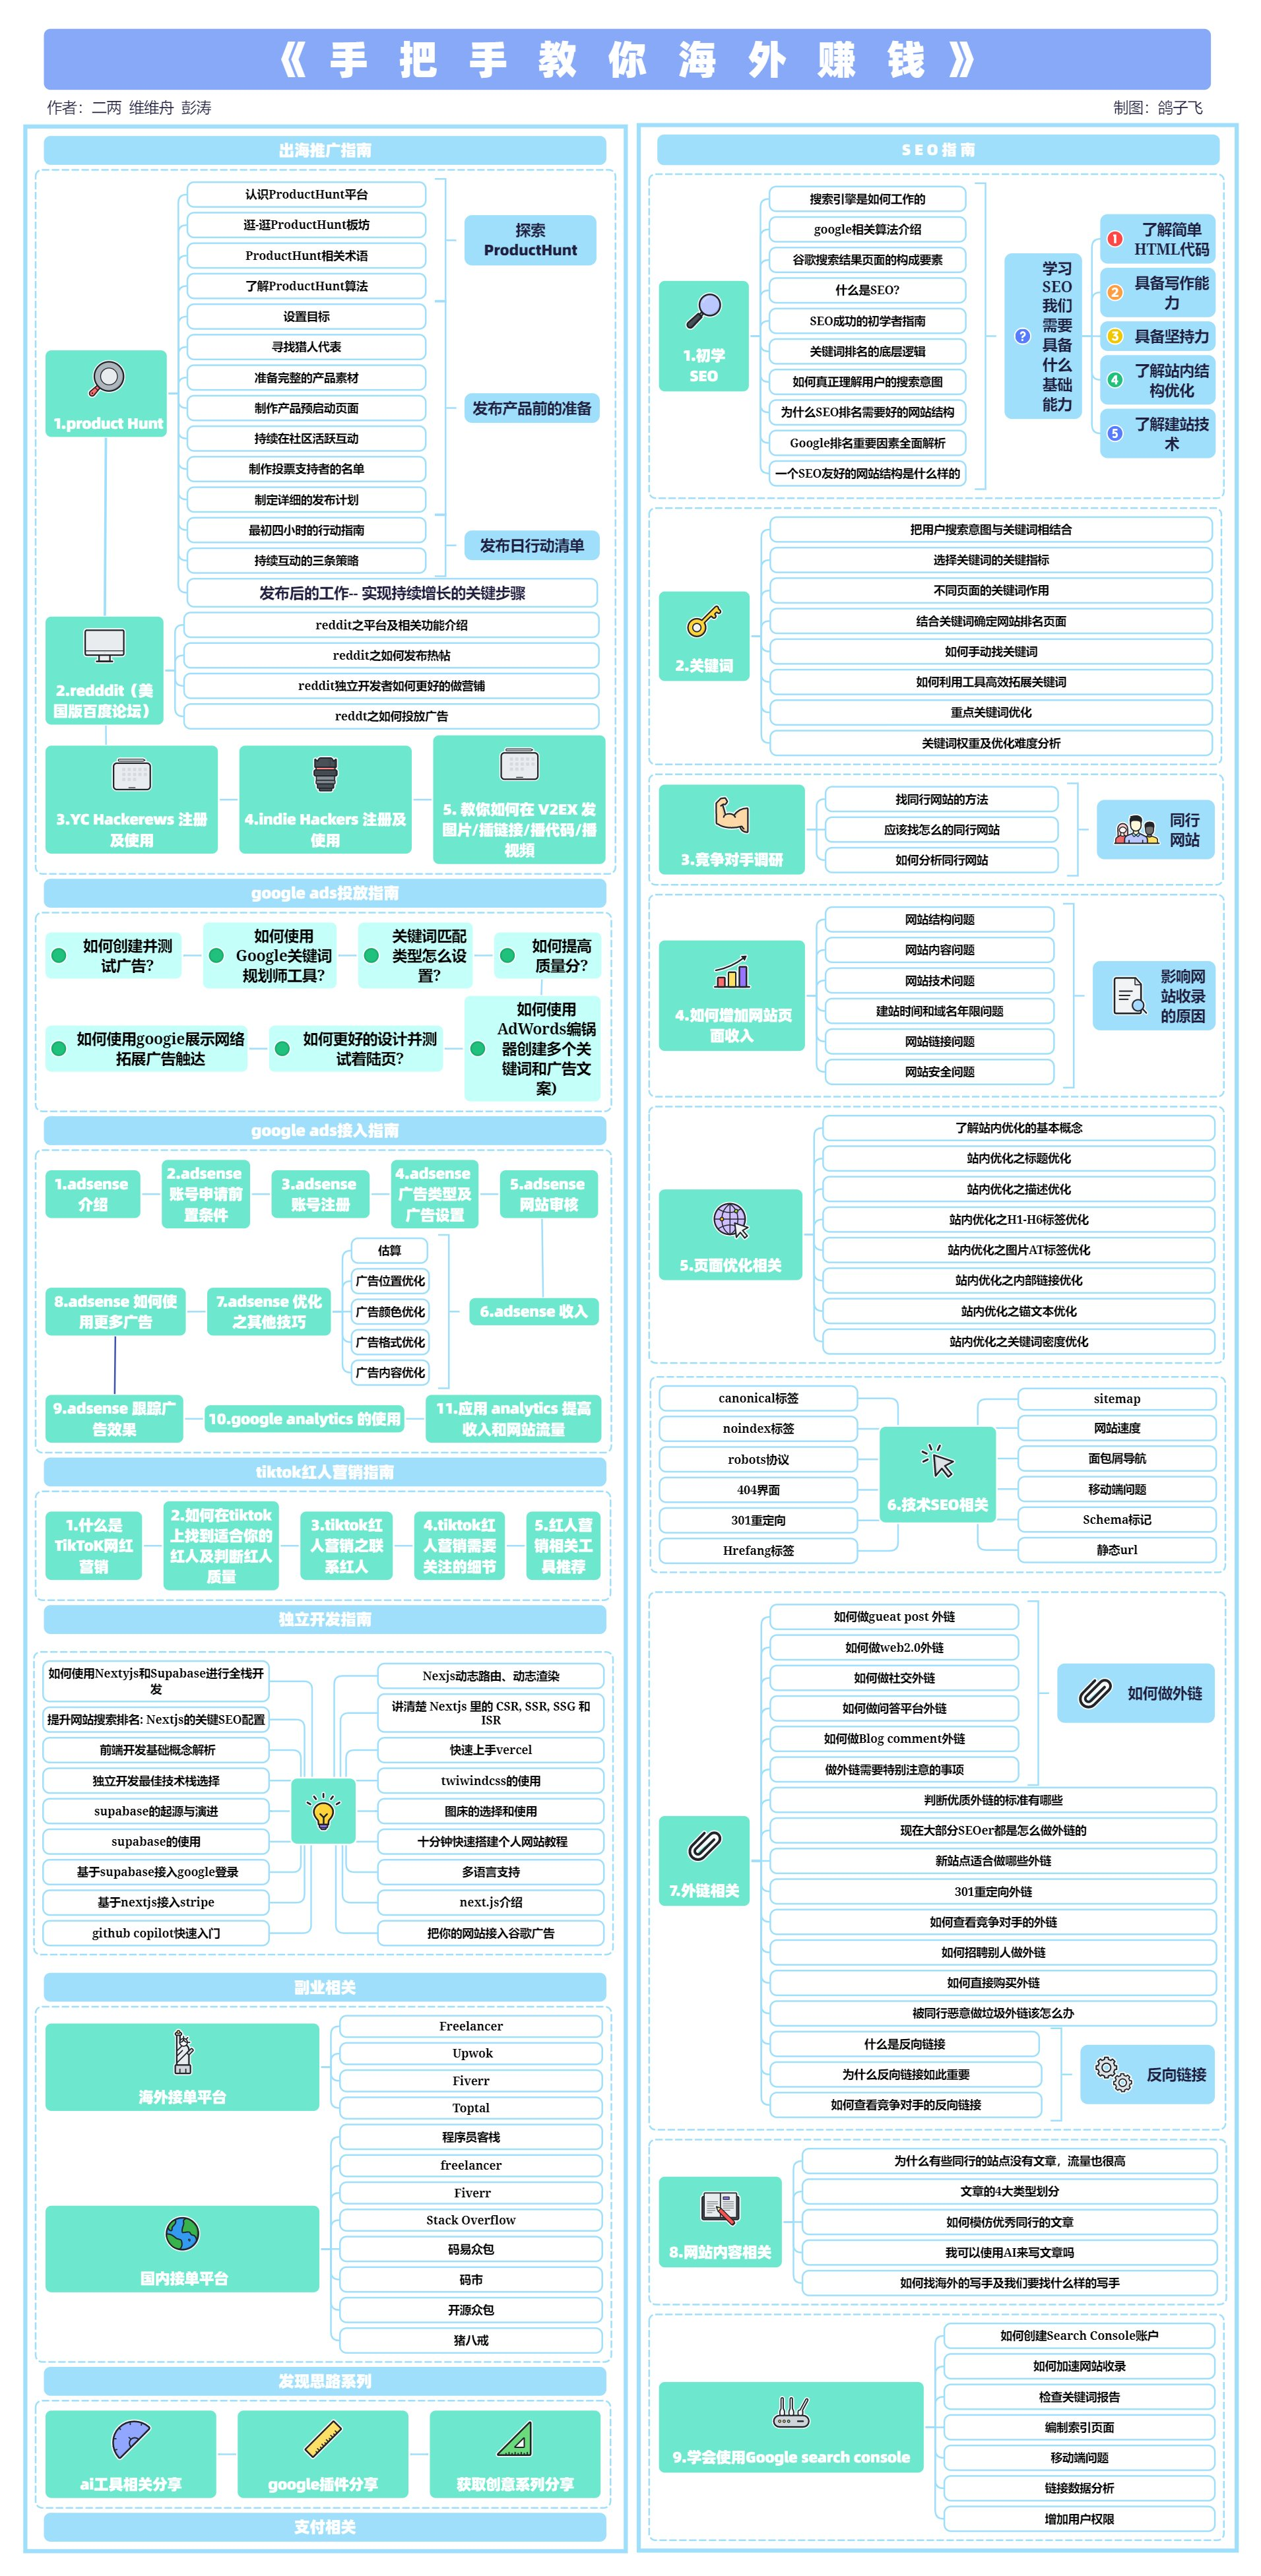 《 手 把 手 教 你 海 外 赚 钱 》
作者：二两 维维舟 彭涛
制图：鸽子飞
出海推广指南
1.product Hunt
认识ProductHunt平台
逛-逛ProductHunt板坊
ProductHunt相关术语
了解ProductHunt算法
探索
ProductHunt
设置目标
寻找猎人代表
准备完整的产品素材
制作产品预启动页面
持续在社区活跃互动
制作投票支持者的名单
制定详细的发布计划
发布产品前的准备
最初四小时的行动指南
持续互动的三条策略
发布日行动清单
发布后的工作-- 实现持续增长的关键步骤
2.redddit（美
国版百度论坛）
reddit之平台及相关功能介绍
reddit之如何发布热帖
reddit独立开发者如何更好的做营铺
reddt之如何投放广告
3.YC Hackerews 注册
及使用
4.indie Hackers 注册及
使用
5. 教你如何在 V2EX 发
图片/插链接/播代码/播
视頻
google ads投放指南
如何创建并测
试广告?
如何使用
Google关键词
规划师工具?
关键词匹配
类型怎么设
置?
如何提高
质量分?
如何使用googie展示网络
拓展广告触达
如何更好的设计并测
试着陆页?
如何使用
AdWords编锅
器创建多个关
键词和广告文
案)
google ads接入指南
1.adsense
介绍
2.adsense
账号申请前
置条件
3.adsense
账号注册
4.adsense
广告类型及
广告设置
5.adsense
网站审核
6.adsense 收入
估算
广告位置优化
广告颜色优化
广告格式优化
广告内容优化
7.adsense 优化
之其他技巧
8.adsense 如何使
用更多广告
9.adsense 跟踪广
告效果
10.google analytics 的使用
11.应用 analytics 提高
收入和网站流量
tiktok红人营销指南
1.什么是
TikToK网红
营销
2.如何在tiktok
上找到适合你的
红人及判断红人
质量
3.tiktok红
人营销之联
系红人
4.tiktok红
人营销需要
关注的细节
5.红人营
销相关工
具推荐
独立开发指南
如何使用Nextyjs和Supabase进行全栈开
发
提升网站搜索排名: Nextjs的关键SEO配置
前端开发基础概念解析
独立开发最佳技术栈选择
supabase的起源与演进
supabase的使用
基于supabase接入google登录
基于nextjs接入stripe
github copilot快速入门
Nexjs动志路由、动志渲染
讲清楚 Nextjs 里的 CSR, SSR, SSG 和
ISR
快速上手vercel
twiwindcss的使用
图床的选择和使用
十分钟快速搭建个人网站教程
多语言支持
next.js介绍
把你的网站接入谷歌广告
副业相关
海外接单平台
Freelancer
Upwok
Fiverr
Toptal
国内接单平台
程序员客栈
freelancer
Fiverr
Stack Overflow
码易众包
码市
开源众包
猪八戒
发现思路系列
ai工具相关分享
google插件分享
获取创意系列分享
支付相关
SEO指南
1.初学
SEO
搜索引擎是如何工作的
google相关算法介绍
谷歌搜索结果页面的构成要素
什么是SEO?
SEO成功的初学者指南
关键词排名的底层逻辑
如何真正理解用户的搜索意图
为什么SEO排名需要好的网站结构
Google排名重要因素全面解析
一个SEO友好的网站结构是什么样的
?
学习
SEO
我们
需要
具备
什么
基础
能力
1 了解简单
HTML代码
2 具备写作能
力
3 具备坚持力
4 了解站内结
构优化
5 了解建站技
术
2.关键词
把用户搜索意图与关键词相结合
选择关键词的关键指标
不同页面的关键词作用
结合关键词确定网站排名页面
如何手动找关键词
如何利用工具高效拓展关键词
重点关键词优化
关键词权重及优化难度分析
3.竞争对手调研
找同行网站的方法
应该找怎么的同行网站
如何分析同行网站
同行
网站
4.如何增加网站页
面收入
网站结构问题
网站内容问题
网站技术问题
建站时间和域名年限问题
网站链接问题
网站安全问题
影响网
站收录
的原因
5.页面优化相关
了解站内优化的基本概念
站内优化之标题优化
站内优化之描述优化
站内优化之H1-H6标签优化
站内优化之图片AT标签优化
站内优化之内部链接优化
站内优化之锚文本优化
站内优化之关键词密度优化
6.技术SEO相关
canonical标签
noindex标签
robots协议
404界面
301重定向
Hrefang标签
sitemap
网站速度
面包屑导航
移动端问题
Schema标记
静态url
7.外链相关
如何做gueat post 外链
如何做web2.0外链
如何做社交外链
如何做问答平台外链
如何做Blog comment外链
做外链需要特别注意的事项
如何做外链
判断优质外链的标准有哪些
现在大部分SEOer都是怎么做外链的
新站点适合做哪些外链
301重定向外链
如何查看竞争对手的外链
如何招聘别人做外链
如何直接购买外链
被同行恶意做垃圾外链该怎么办
什么是反向链接
为什么反向链接如此重要
如何查看竞争对手的反向链接
反向链接
8.网站内容相关
为什么有些同行的站点没有文章，流量也很高
文章的4大类型划分
如何模仿优秀同行的文章
我可以使用AI来写文章吗
如何找海外的写手及我们要找什么样的写手
9.学会使用Google search console
如何创建Search Console账户
如何加速网站收录
检查关键词报告
编制索引页面
移动端问题
链接数据分析
增加用户权限